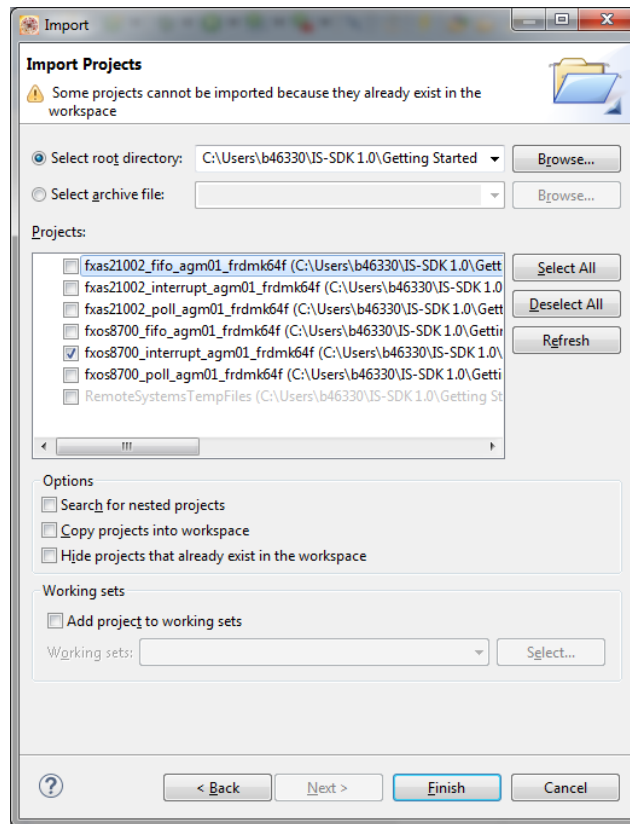 Import
Import Projects
Some projects cannot be imported because they already exist in the
workspace
Select root directory: C:\Users\b46330\IS-SDK 1.0\Getting Started Browse...
Select archive file: Browse...
Projects:
fxas21002_fifo_agm01_frdmk64f (C:\Users\b46330\IS-SDK 1.0\Gett
Select All
fxas21002_interrupt_agm01_frdmk64f (C:\Users\b46330\IS-SDK 1.0\
fxas21002_poll_agm01_frdmk64f (C:\Users\b46330\IS-SDK 1.0\Gett
Deselect All
fxos8700_fifo_agm01_frdmk64f (C:\Users\b46330\IS-SDK 1.0\Gettin
Refresh
fxos8700_interrupt_agm01_frdmk64f (C:\Users\b46330\IS-SDK 1.0\
fxos8700_poll_agm01_frdmk64f (C:\Users\b46330\IS-SDK 1.0\Getti
RemoteSystemsTempFiles (C:\Users\b46330\IS-SDK 1.0\Getting St
Options
Search for nested projects
Copy projects into workspace
Hide projects that already exist in the workspace
Working sets
Add project to working sets
Working sets: Select...
? < Back Next > Finish Cancel